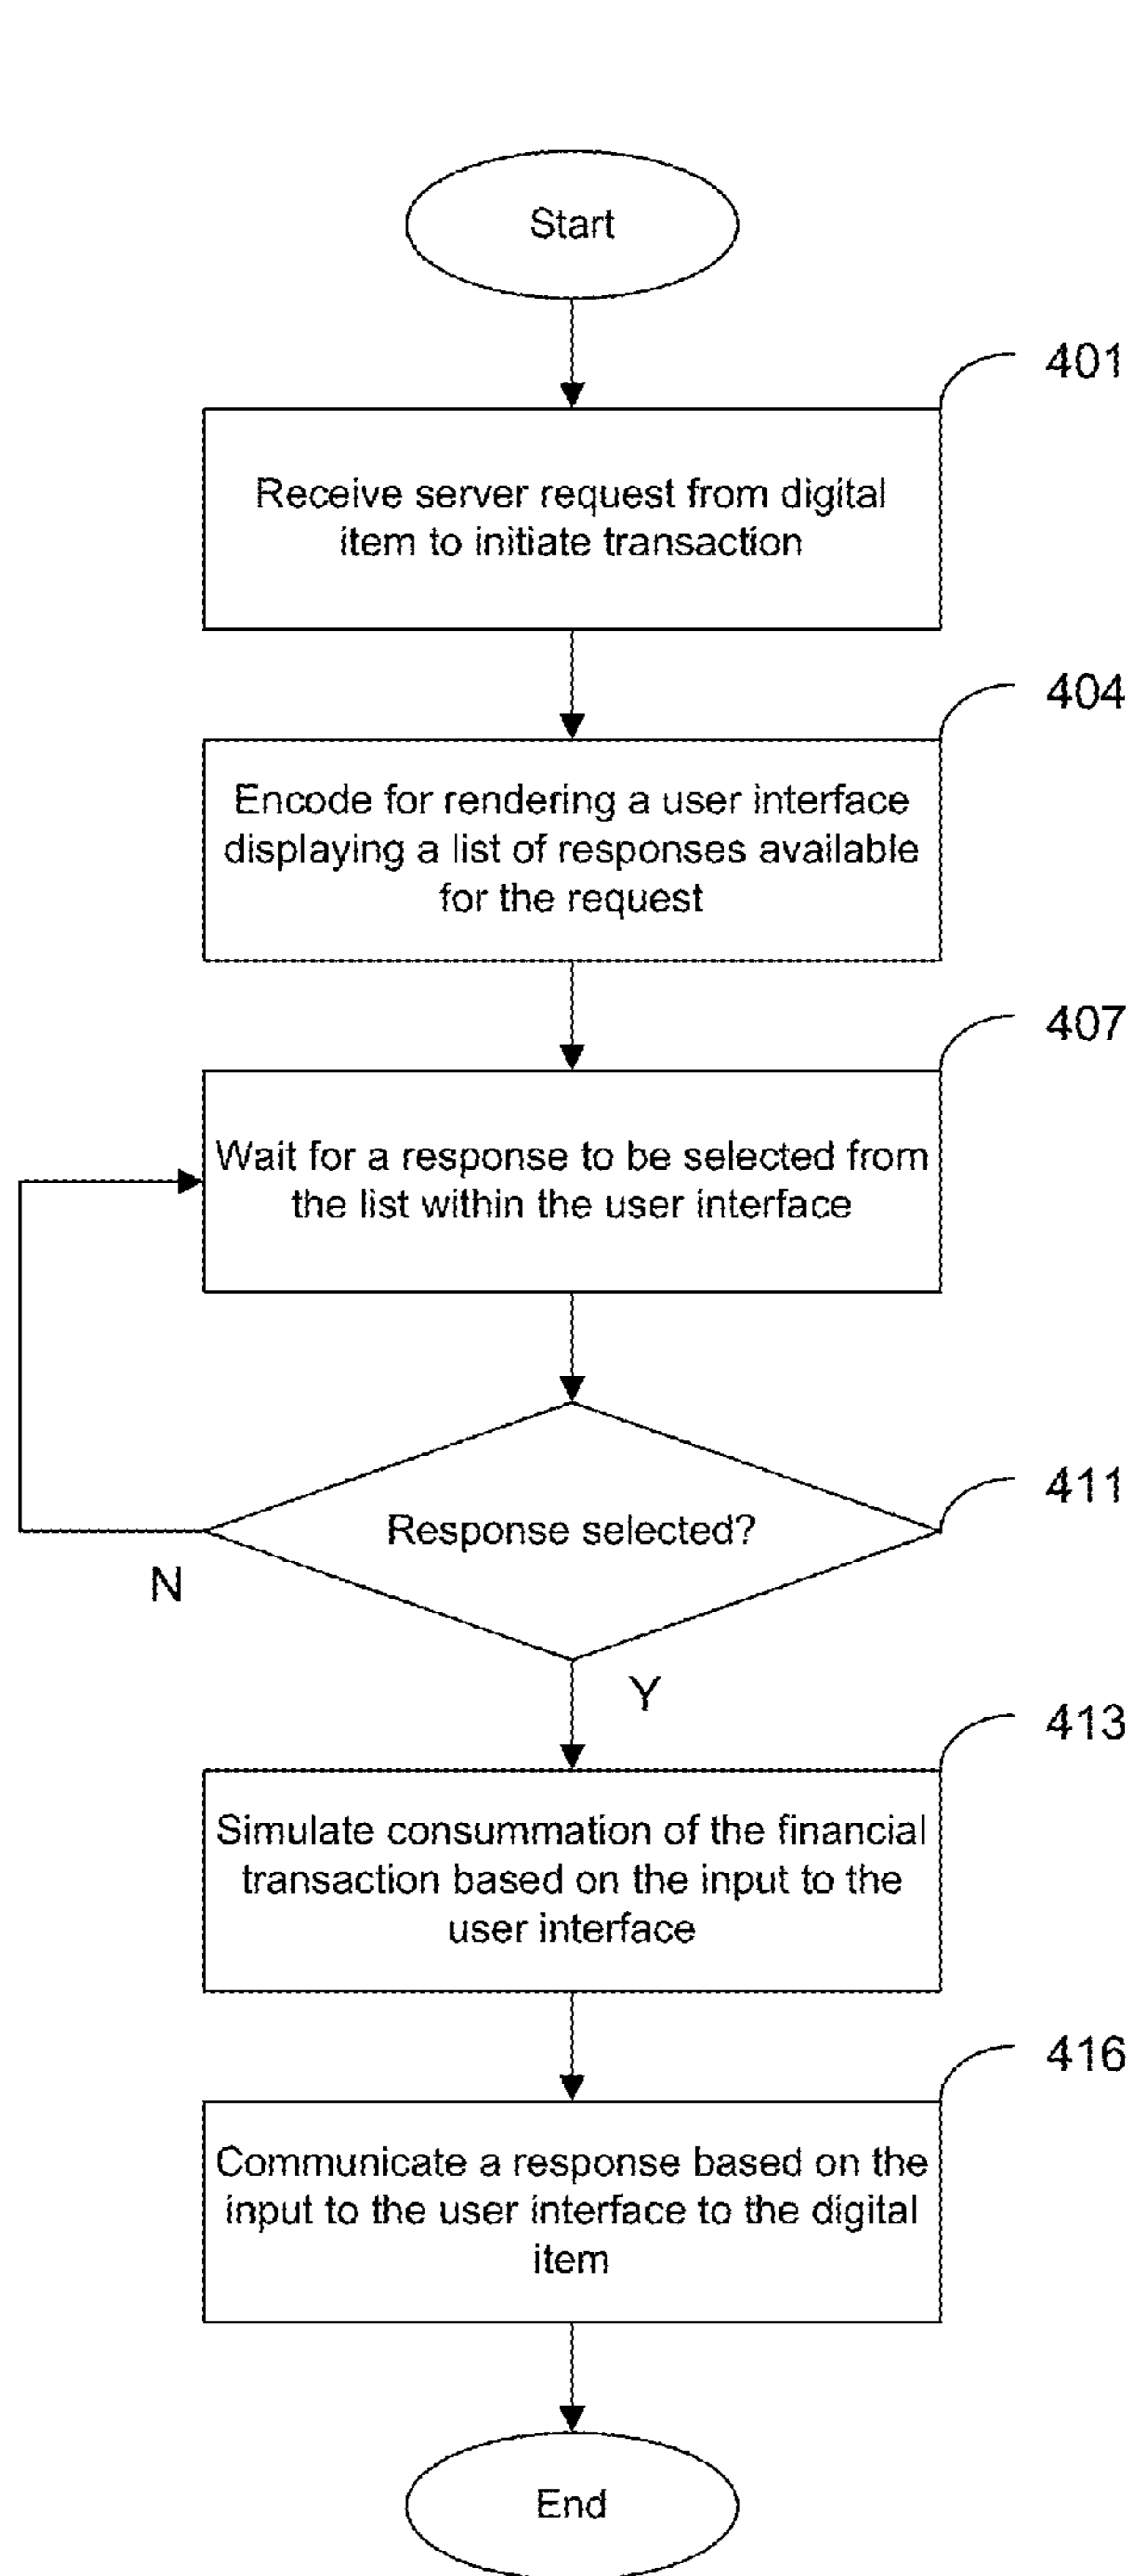 Start
401
Receive server request from digital
item to initiate transaction
404
Encode for rendering a user interface
displaying a list of responses available
for the request
407
Wait for a response to be selected from
the list within the user interface
411
Response selected?
N
Y
413
Simulate consummation of the financial
transaction based on the input to the
user interface
416
Communicate a response based on the
input to the user interface to the digital
item
End